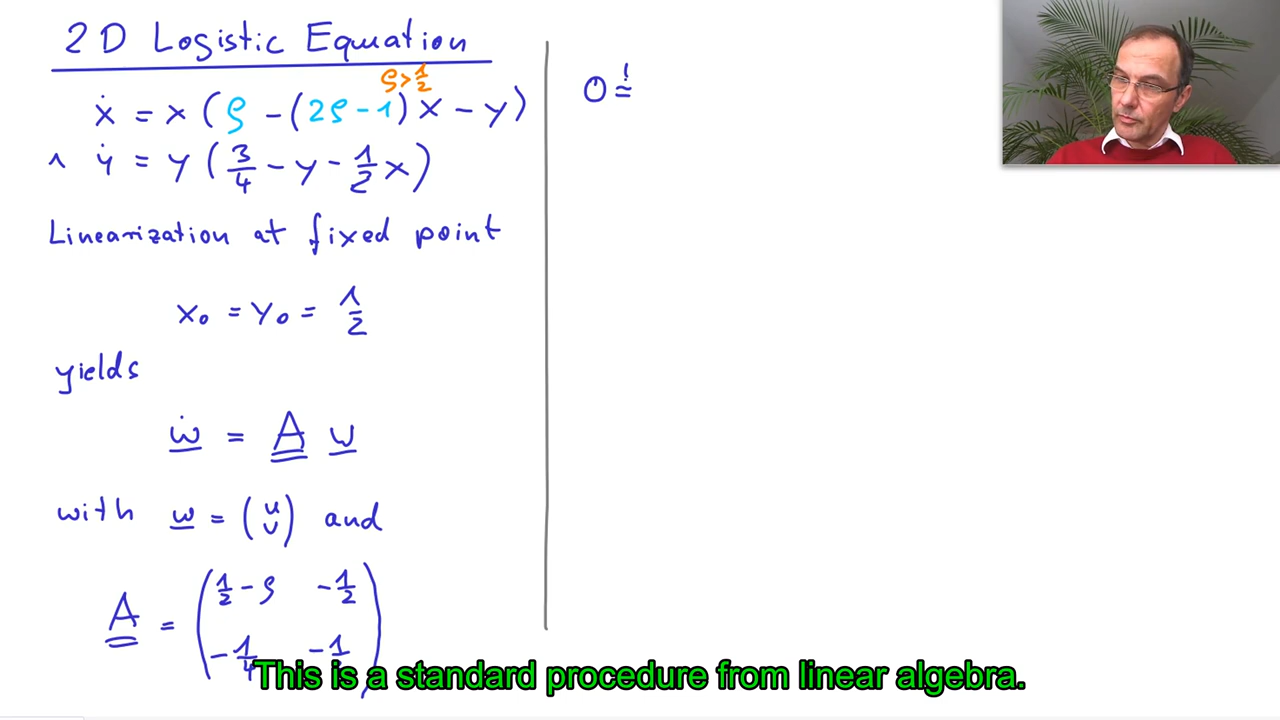 2D Logistic Equation
ρ > 1/2
ẋ = x (ρ - (2ρ - 1) x - y)
∧ ẏ = y (3/4 - y - 1/2 x)
Linearization at fixed point
x₀ = y₀ = 1/2
yields
ẇ = A w
with w = (u v) and
A = (1/2 - ρ -1/2
-1/4 -1)
0 =!
This is a standard procedure from linear algebra.